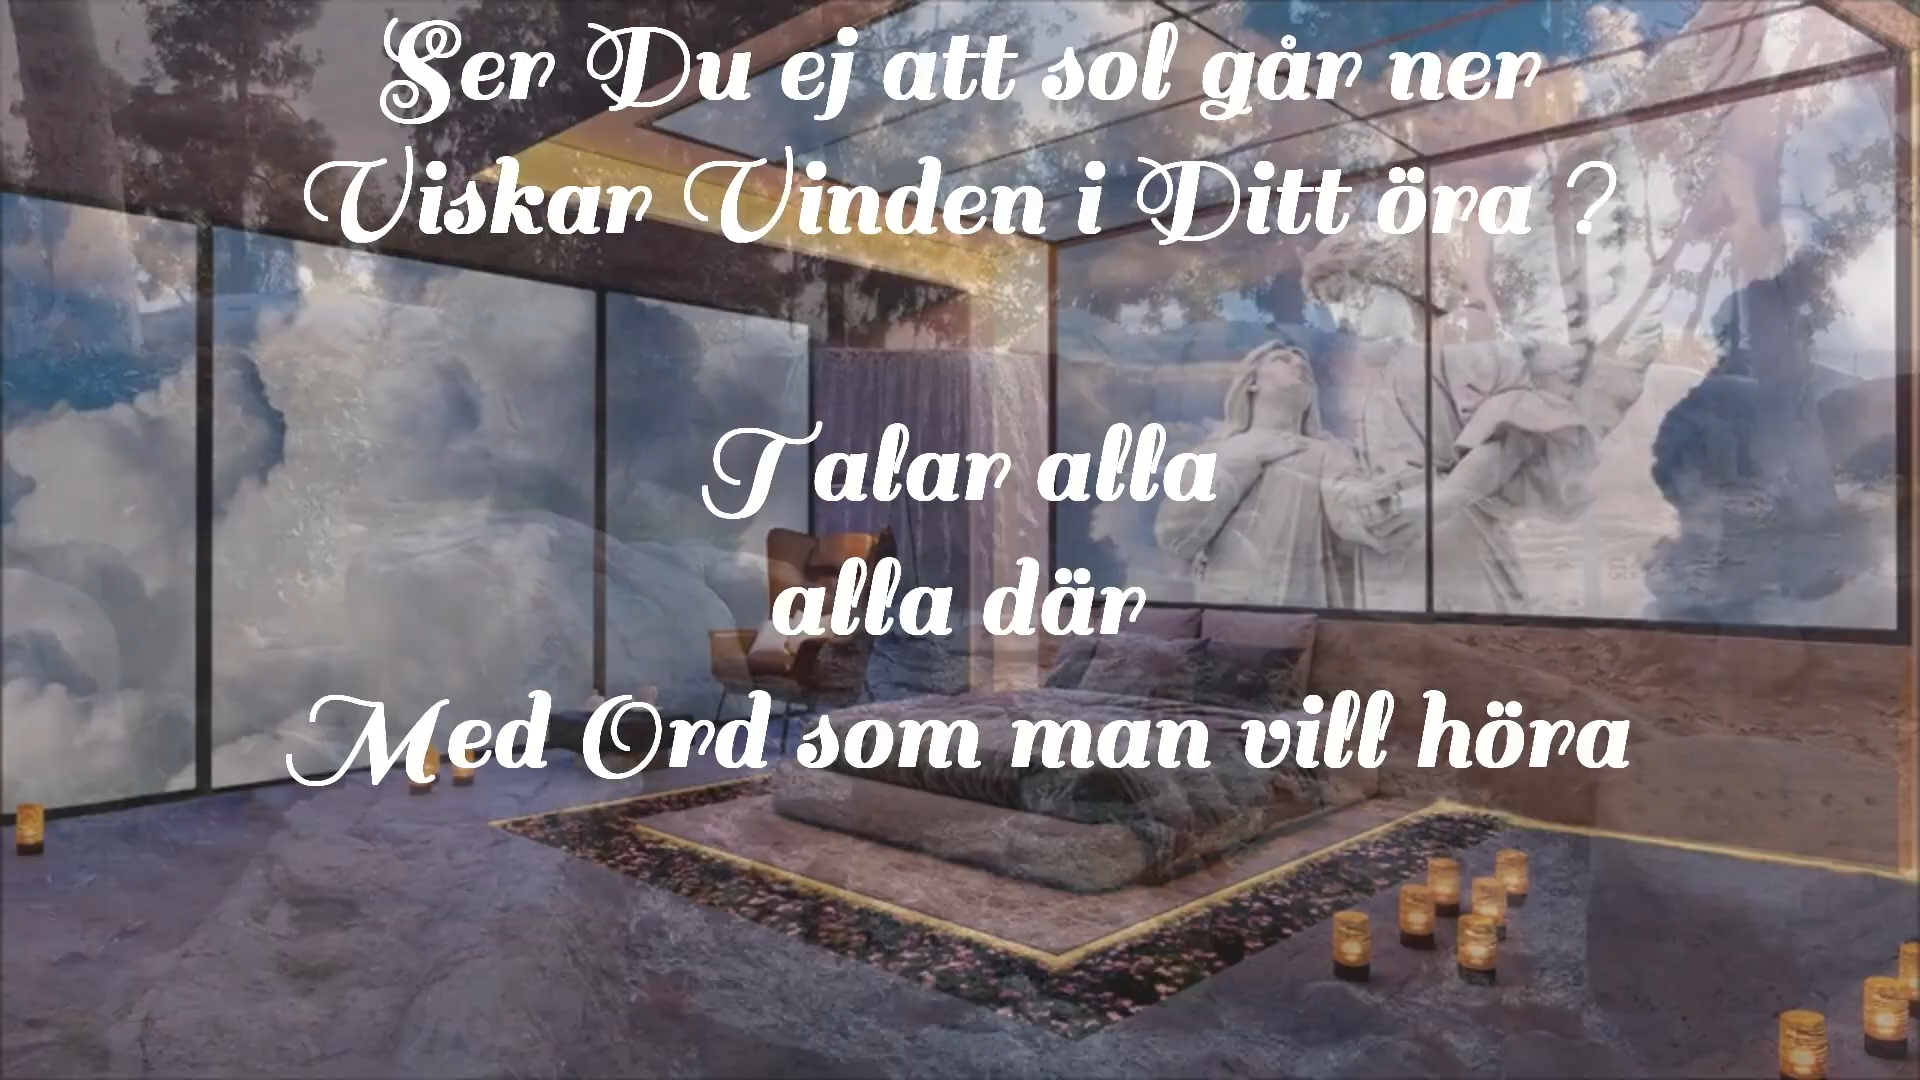 Ser Du ej att sol går ner
Viskar Vinden i Ditt öra ?
Talar alla
alla där
Med Ord som man vill höra